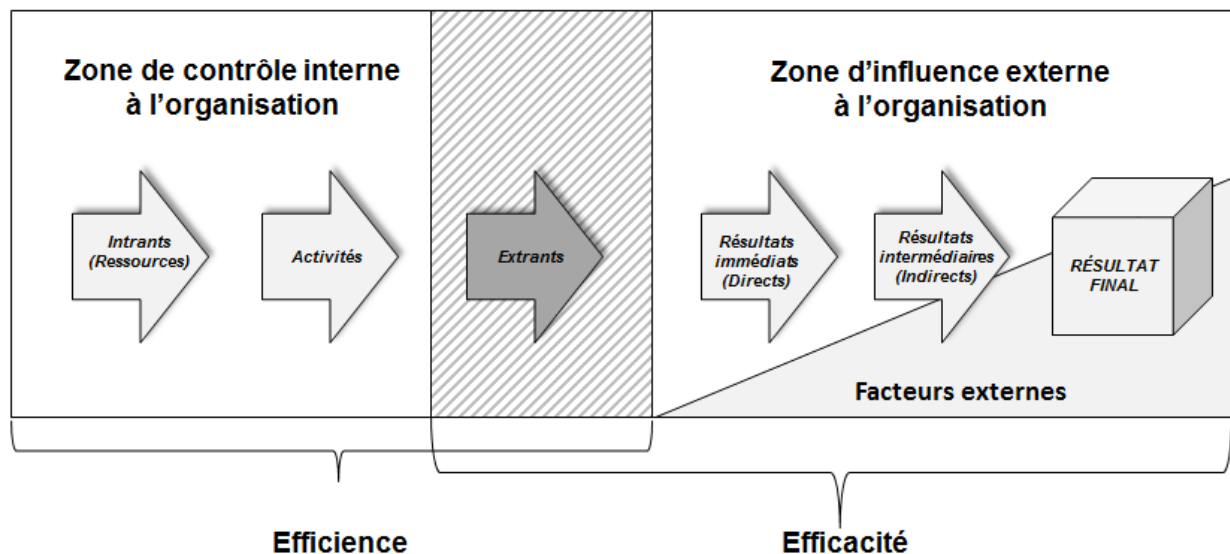 Zone de contrôle interne
à l'organisation
Zone d'influence externe
à l'organisation
Intrants
(Ressources)
Activités
Extrants
Résultats
immédiats
(Directs)
Résultats
intermédiaires
(Indirects)
RÉSULTAT
FINAL
Facteurs externes
Efficience
Efficacité